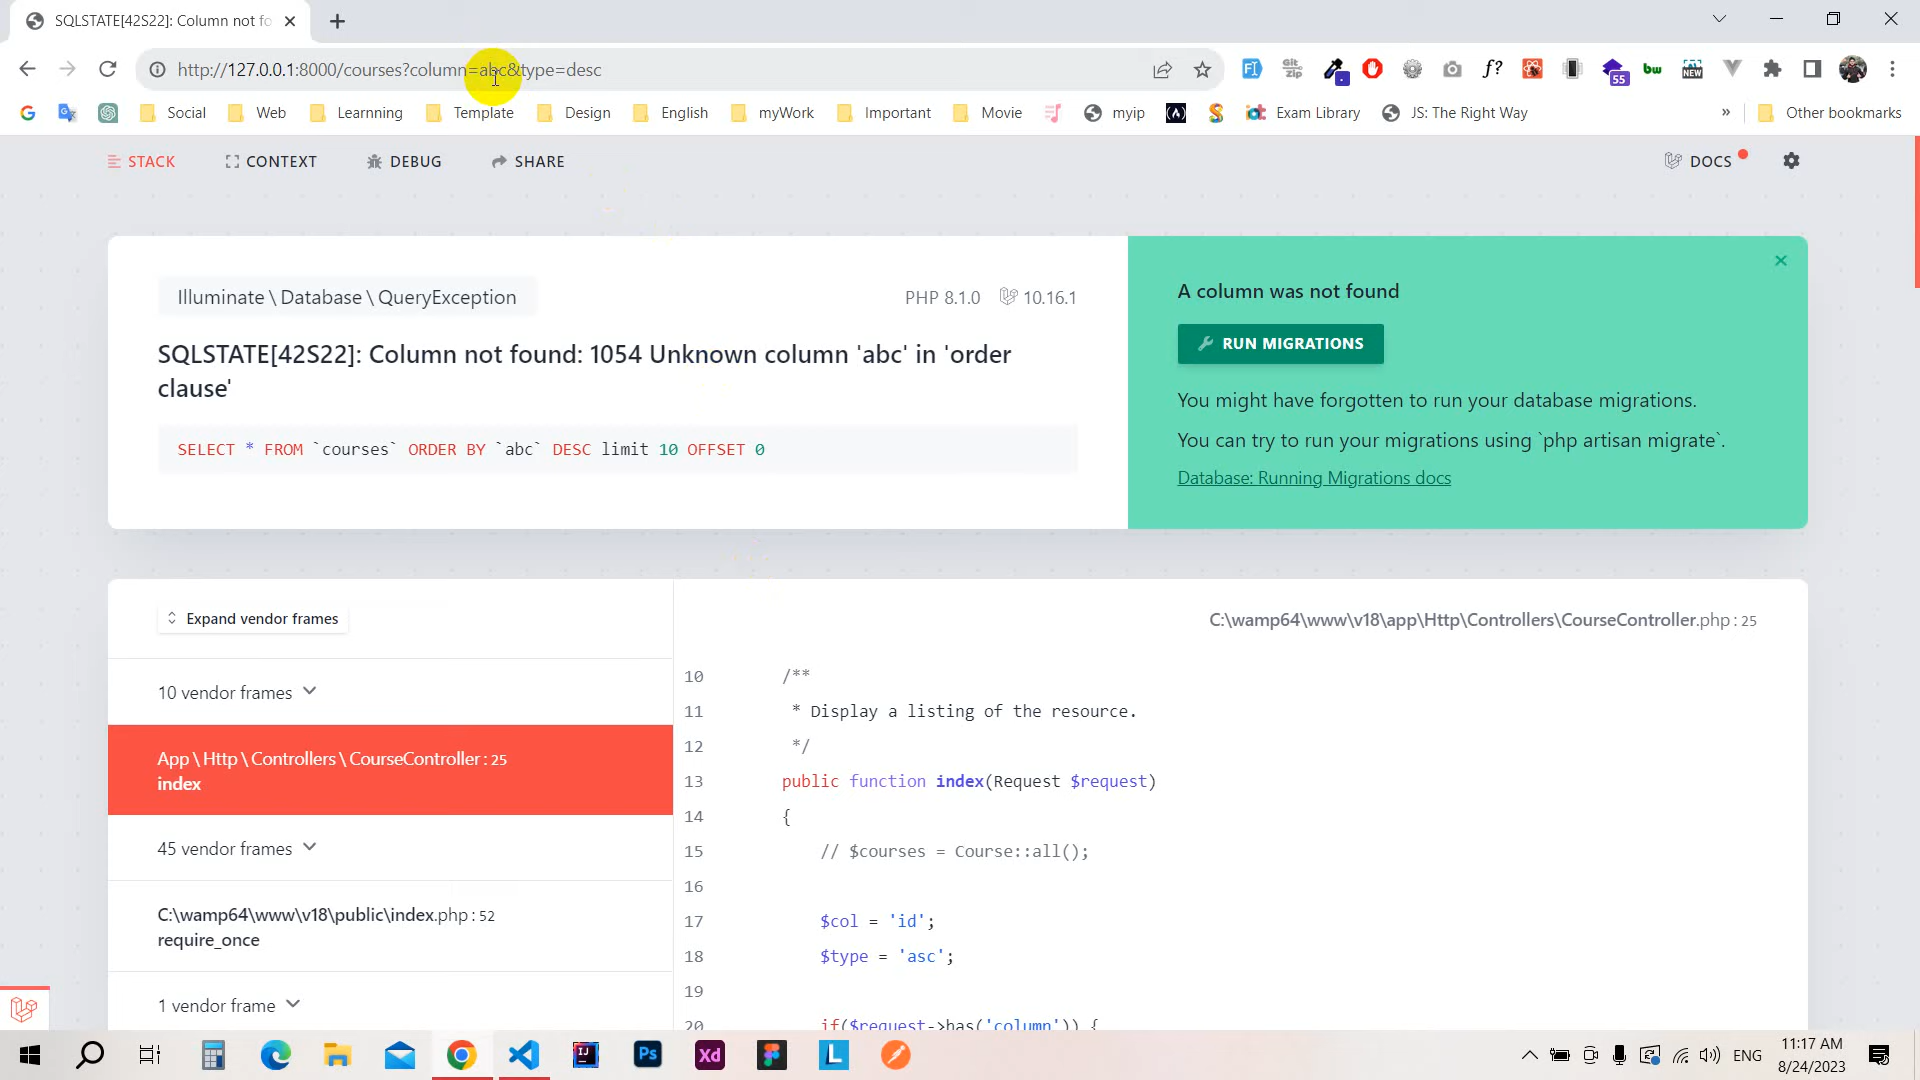 SQLSTATE[42S22]: Column not fo
http://127.0.0.1:8000/courses?column=abc&type=desc
Social
Web
Learnning
Template
Design
English
myWork
Important
Movie
myip
Exam Library
JS: The Right Way
»
Other bookmarks
STACK
CONTEXT
DEBUG
SHARE
DOCS
Illuminate \ Database \ QueryException
PHP 8.1.0
10.16.1
SQLSTATE[42S22]: Column not found: 1054 Unknown column 'abc' in 'order
clause'
SELECT * FROM `courses` ORDER BY `abc` DESC limit 10 OFFSET 0
A column was not found
RUN MIGRATIONS
You might have forgotten to run your database migrations.
You can try to run your migrations using `php artisan migrate`.
Database: Running Migrations docs
Expand vendor frames
10 vendor frames
App \ Http \ Controllers \ CourseController : 25
index
45 vendor frames
C:\wamp64\www\v18\public\index.php : 52
require_once
1 vendor frame
C:\wamp64\www\v18\app\Http\Controllers\CourseController.php : 25
10 /**
11 * Display a listing of the resource.
12 */
13 public function index(Request $request)
14 {
15 // $courses = Course::all();
16
17 $col = 'id';
18 $type = 'asc';
19
20 if($request->has('column')) {
ENG
11:17 AM
8/24/2023